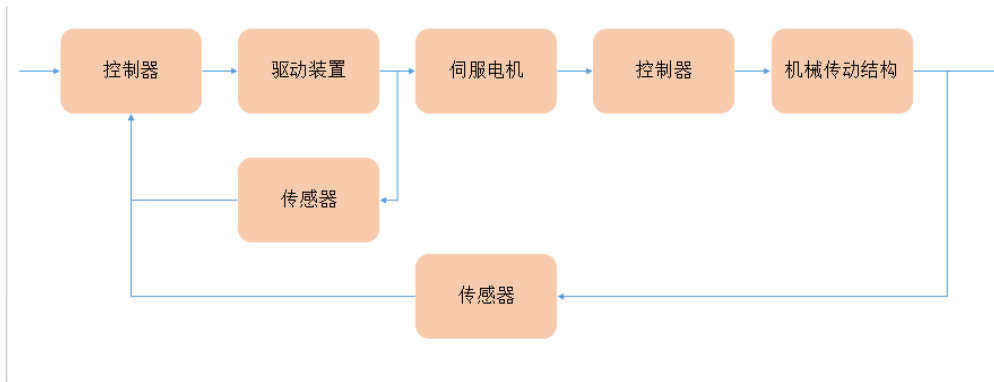 控制器
驱动装置
伺服电机
控制器
机械传动结构
传感器
传感器